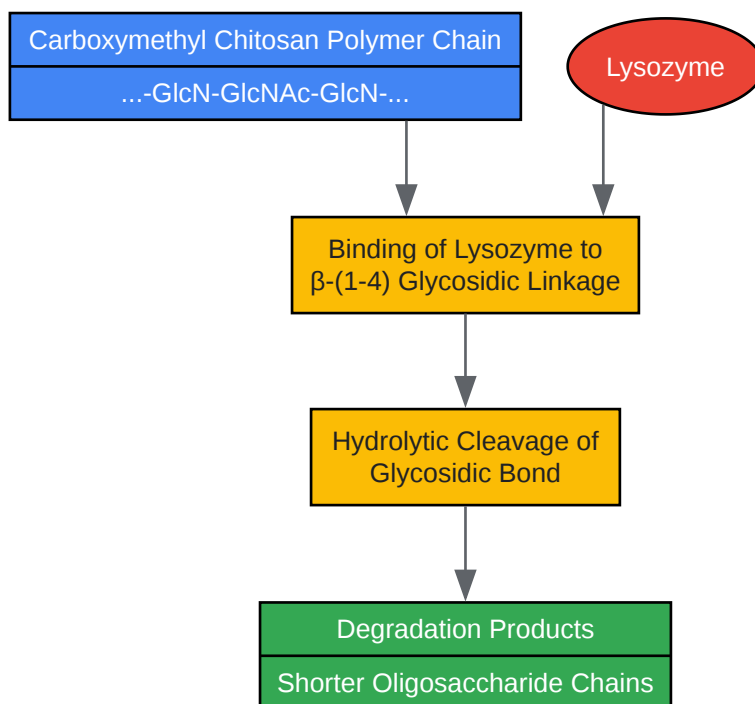 Carboxymethyl Chitosan Polymer Chain
...-GlcN-GlcNAc-GlcN-...
Lysozyme
Binding of Lysozyme to
β-(1-4) Glycosidic Linkage
Hydrolytic Cleavage of
Glycosidic Bond
Degradation Products
Shorter Oligosaccharide Chains